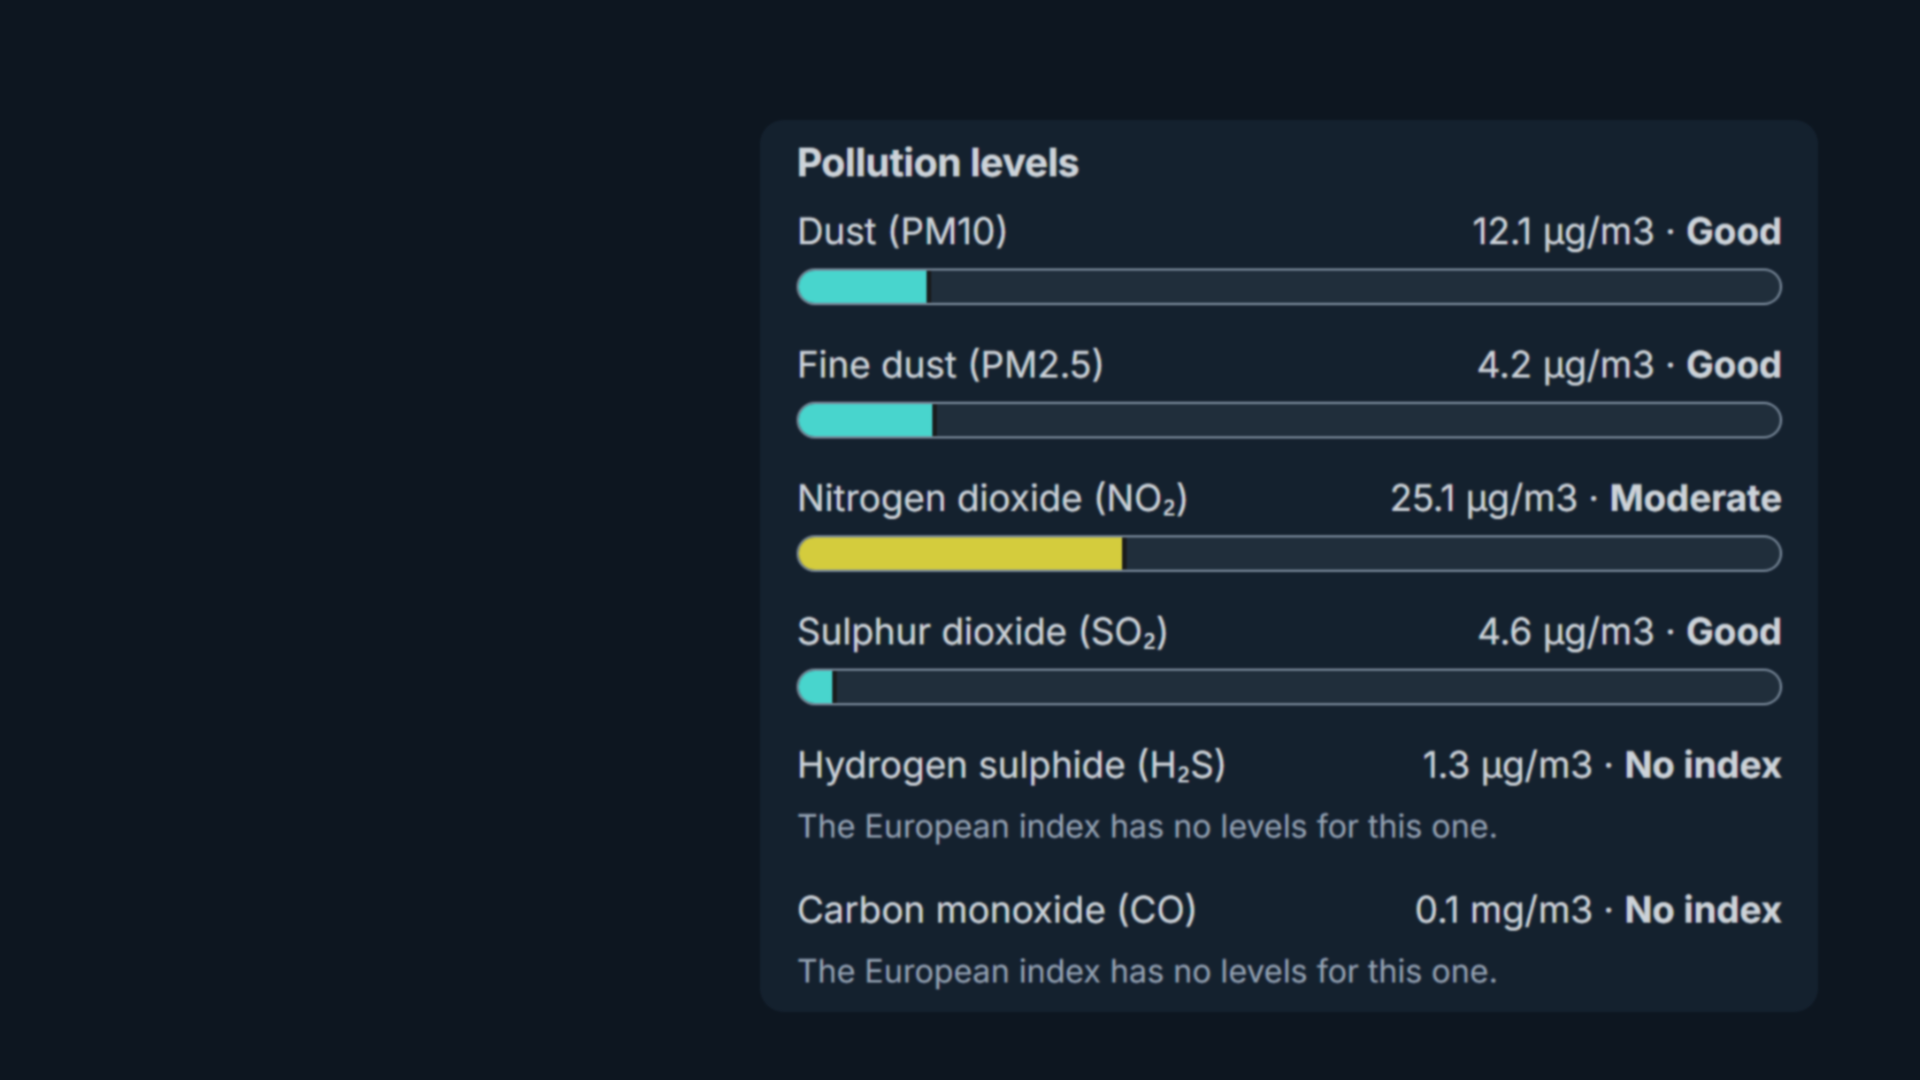 Pollution levels
Dust (PM10) 12.1 µg/m3 · Good
Fine dust (PM2.5) 4.2 µg/m3 · Good
Nitrogen dioxide (NO₂) 25.1 µg/m3 · Moderate
Sulphur dioxide (SO₂) 4.6 µg/m3 · Good
Hydrogen sulphide (H₂S) 1.3 µg/m3 · No index
The European index has no levels for this one.
Carbon monoxide (CO) 0.1 mg/m3 · No index
The European index has no levels for this one.